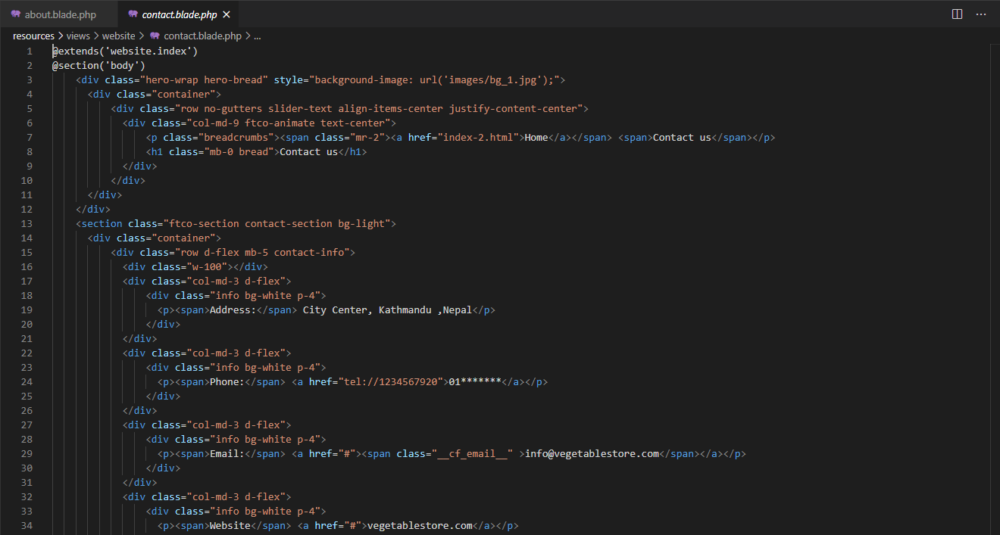 about.blade.php contact.blade.php
resources > views > website > contact.blade.php > ...
1 @extends('website.index')
2 @section('body')
3 <div class="hero-wrap hero-bread" style="background-image: url('images/bg_1.jpg');">
4 <div class="container">
5 <div class="row no-gutters slider-text align-items-center justify-content-center">
6 <div class="col-md-9 ftco-animate text-center">
7 <p class="breadcrumbs"><span class="mr-2"><a href="index-2.html">Home</a></span> <span>Contact us</span></p>
8 <h1 class="mb-0 bread">Contact us</h1>
9 </div>
10 </div>
11 </div>
12 </div>
13 <section class="ftco-section contact-section bg-light">
14 <div class="container">
15 <div class="row d-flex mb-5 contact-info">
16 <div class="w-100"></div>
17 <div class="col-md-3 d-flex">
18 <div class="info bg-white p-4">
19 <p><span>Address:</span> City Center, Kathmandu ,Nepal</p>
20 </div>
21 </div>
22 <div class="col-md-3 d-flex">
23 <div class="info bg-white p-4">
24 <p><span>Phone:</span> <a href="tel://1234567920">01*******</a></p>
25 </div>
26 </div>
27 <div class="col-md-3 d-flex">
28 <div class="info bg-white p-4">
29 <p><span>Email:</span> <a href="#"><span class="__cf_email__" >info@vegetablestore.com</span></a></p>
30 </div>
31 </div>
32 <div class="col-md-3 d-flex">
33 <div class="info bg-white p-4">
34 <p><span>Website</span> <a href="#">vegetablestore.com</a></p>